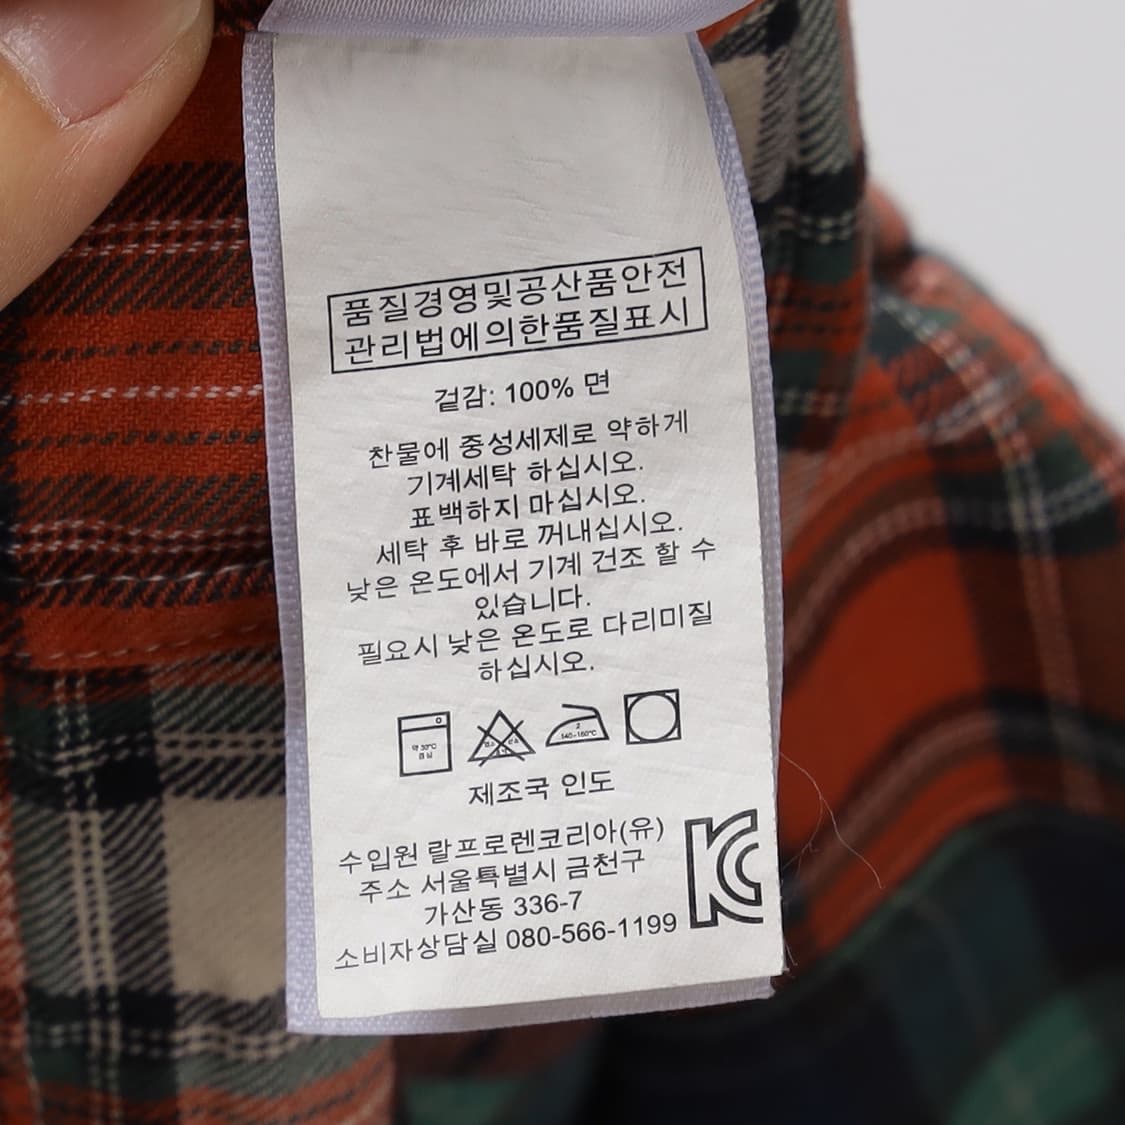 품질경영및공산품안전
관리법에의한품질표시
겉감: 100% 면
찬물에 중성세제로 약하게
기계세탁 하십시오.
표백하지 마십시오.
세탁 후 바로 꺼내십시오.
낮은 온도에서 기계 건조 할 수
있습니다.
필요시 낮은 온도로 다리미질
하십시오.
약 30℃
2
140~160℃
제조국 인도
수입원 랄프로렌코리아(유)
주소 서울특별시 금천구
가산동 336-7
소비자상담실 080-566-1199
KC